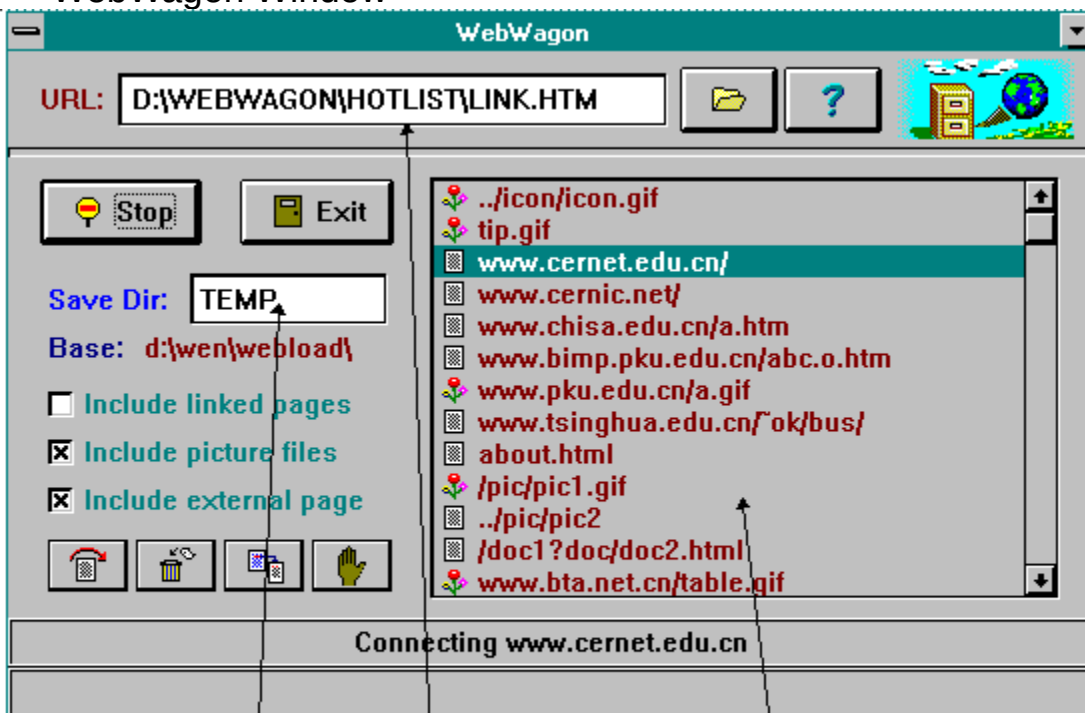 WebWagon Window
WebWagon
URL: D:\WEBWAGON\HOTLIST\LINK.HTM
?
Stop
Exit
Save Dir: TEMP
Base: d:\wen\webload\
Include linked pages
Include picture files
Include external page
../icon/icon.gif
tip.gif
www.cernet.edu.cn/
www.cernic.net/
www.chisa.edu.cn/a.htm
www.bimp.pku.edu.cn/abc.o.htm
www.pku.edu.cn/a.gif
www.tsinghua.edu.cn/~ok/bus/
about.html
/pic/pic1.gif
../pic/pic2
/doc1?doc/doc2.html
www.bta.net.cn/table.gif
Connecting www.cernet.edu.cn